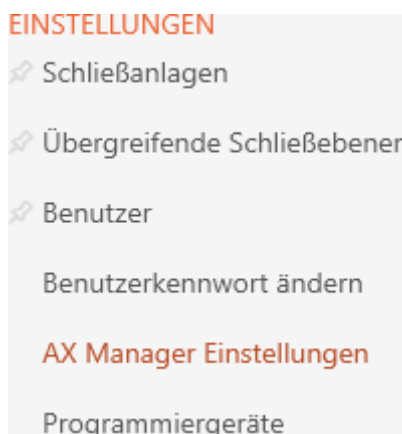 EINSTELLUNGEN
Schließanlagen
Übergreifende Schließebenen
Benutzer
Benutzerkennwort ändern
AX Manager Einstellungen
Programmiergeräte